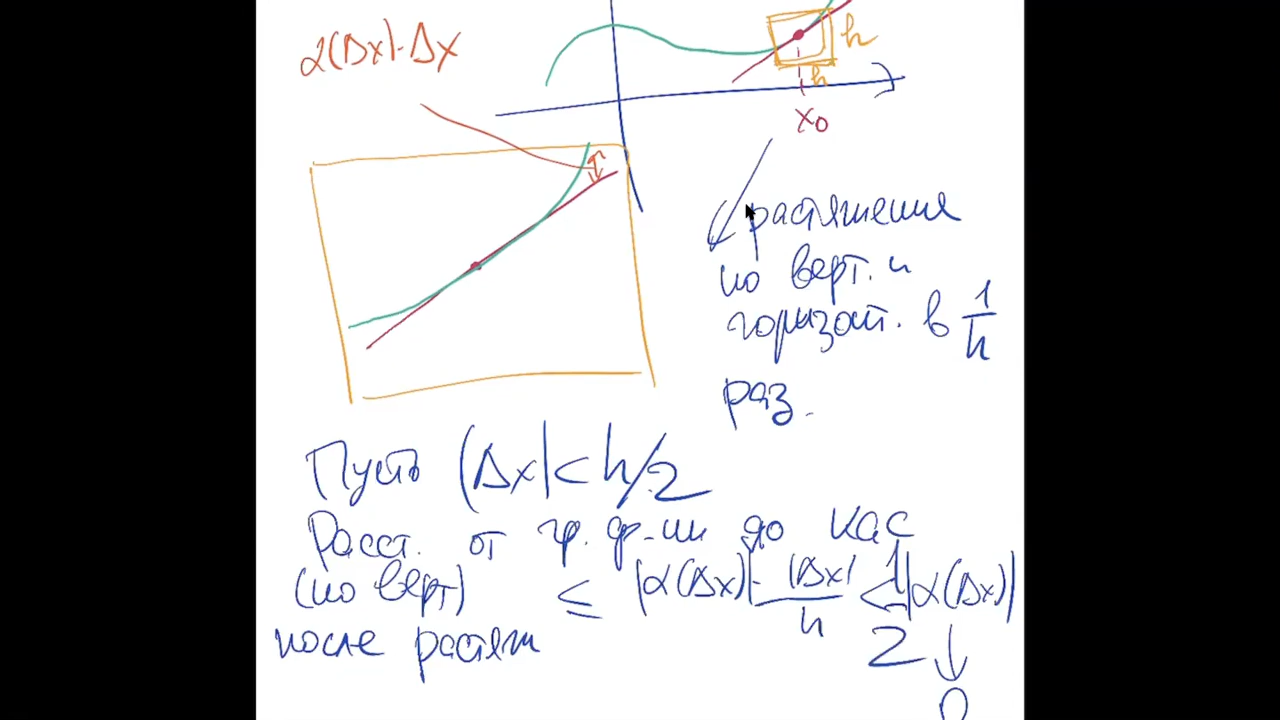 α(Δx)·Δx
h
h
x₀
растяжения
по верт. и
горизонт. в 1/h
раз.
Пусть |Δx| < h/2
Расст. от гр. ф-ии до кас
(по верт) ≤ |α(Δx)| · |Δx|/h < 1/2 |α(Δx)|
после растяж
↓
0